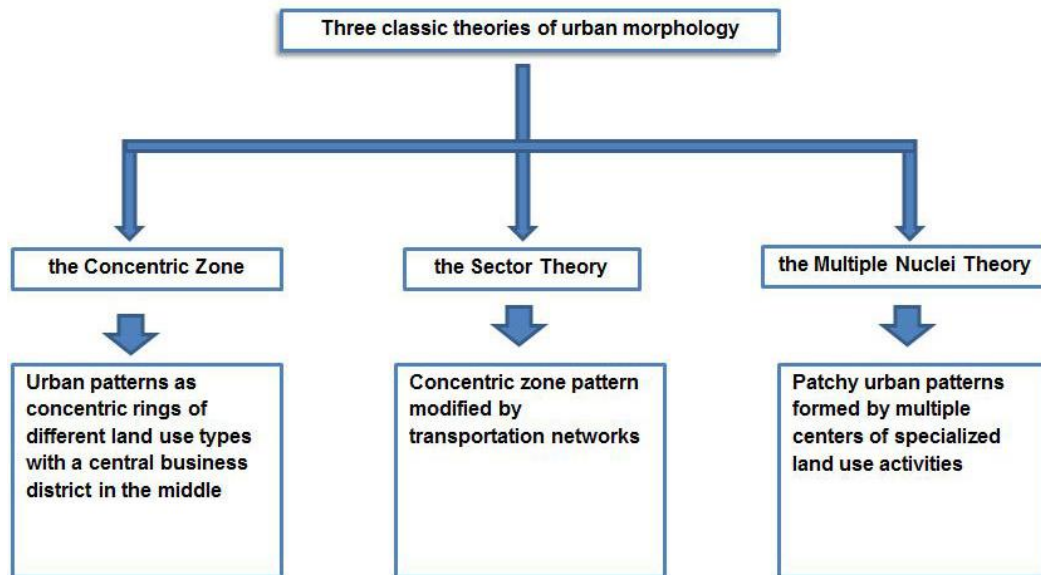 Three classic theories of urban morphology
the Concentric Zone
the Sector Theory
the Multiple Nuclei Theory
Urban patterns as
concentric rings of
different land use types
with a central business
district in the middle
Concentric zone pattern
modified by
transportation networks
Patchy urban patterns
formed by multiple
centers of specialized
land use activities